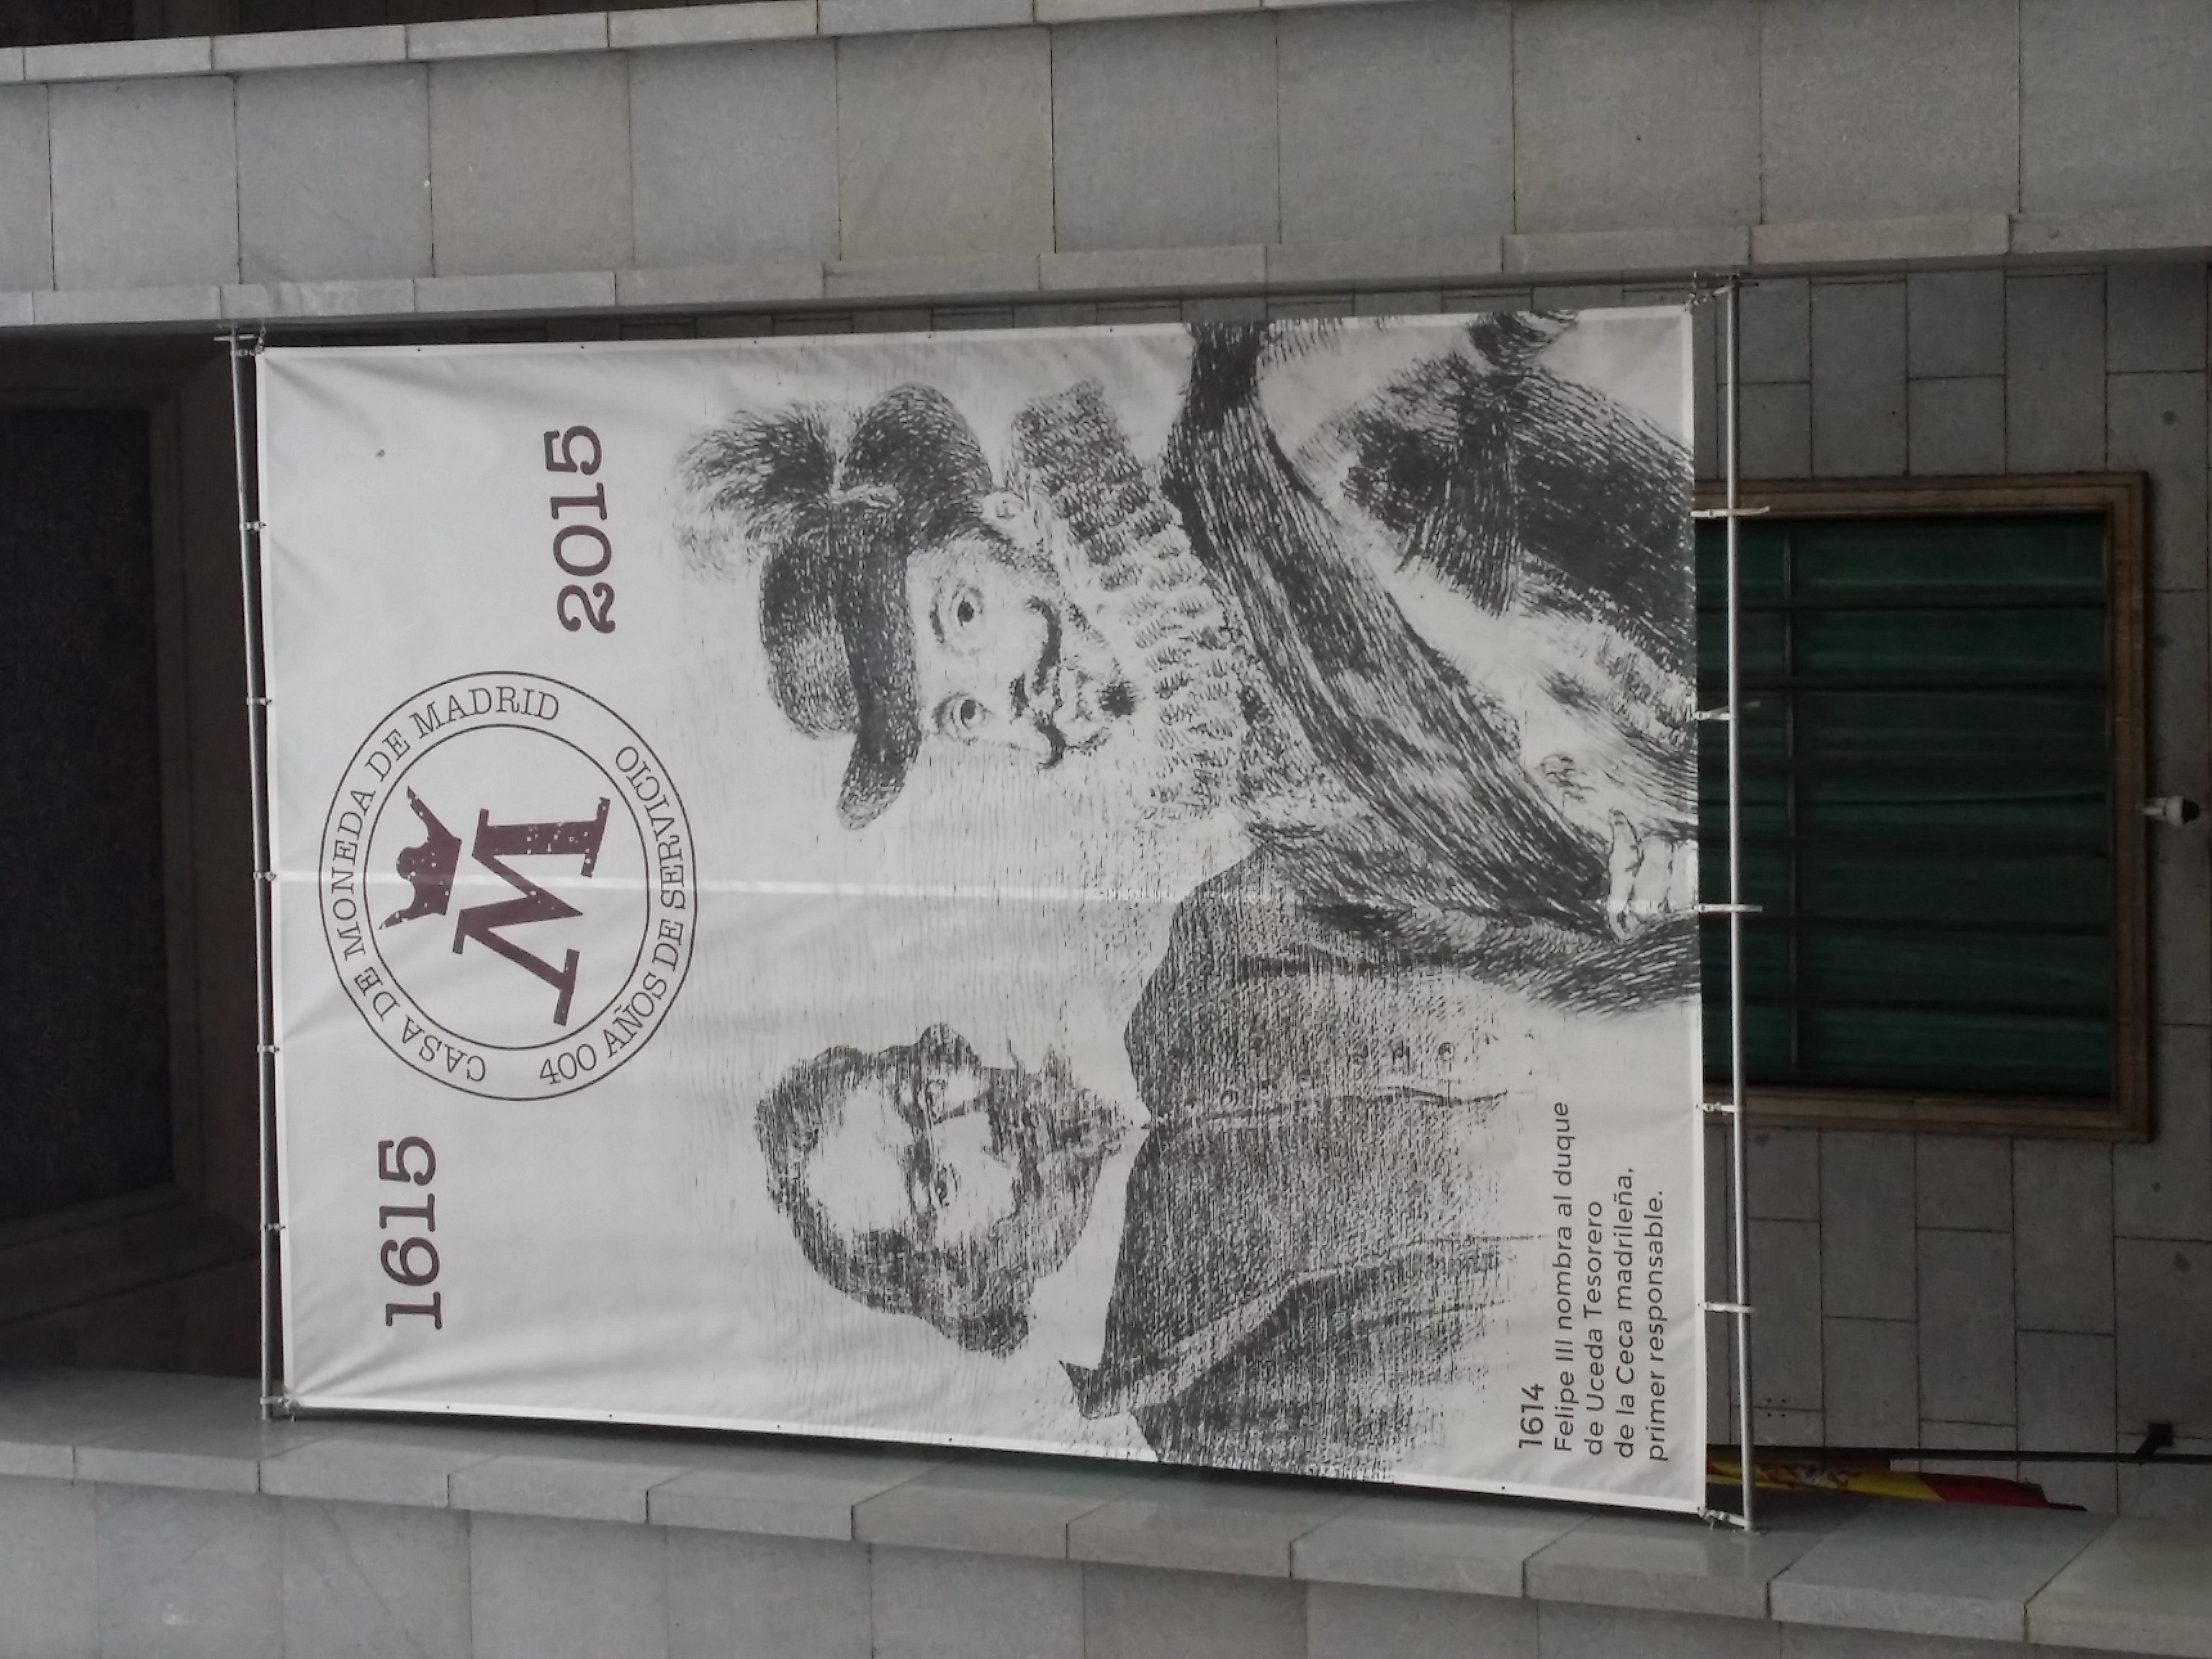 1615
CASA DE MONEDA DE MADRID
M
400 AÑOS DE SERVICIO
2015
1614
Felipe III nombra al duque
de Uceda Tesorero
de la Ceca madrileña,
primer responsable.